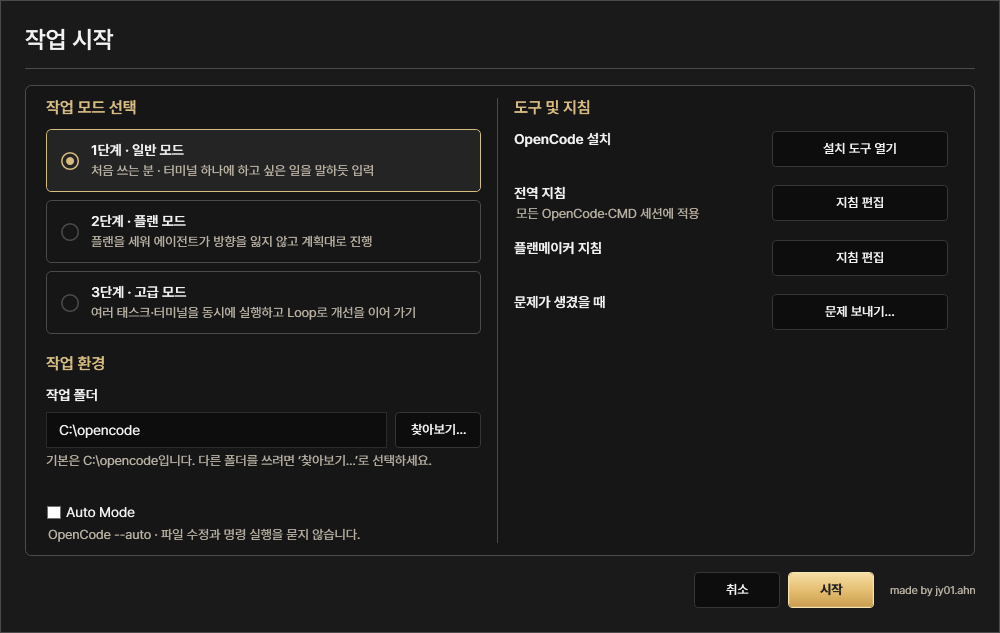 작업 시작
작업 모드 선택
1단계 · 일반 모드
처음 쓰는 분 · 터미널 하나에 하고 싶은 일을 말하듯 입력
2단계 · 플랜 모드
플랜을 세워 에이전트가 방향을 잃지 않고 계획대로 진행
3단계 · 고급 모드
여러 태스크·터미널을 동시에 실행하고 Loop로 개선을 이어 가기
작업 환경
작업 폴더
C:\opencode
찾아보기...
기본은 C:\opencode입니다. 다른 폴더를 쓰려면 '찾아보기...'로 선택하세요.
Auto Mode
OpenCode --auto · 파일 수정과 명령 실행을 묻지 않습니다.
도구 및 지침
OpenCode 설치
설치 도구 열기
전역 지침
모든 OpenCode·CMD 세션에 적용
지침 편집
플랜메이커 지침
지침 편집
문제가 생겼을 때
문제 보내기...
취소
시작
made by jy01.ahn